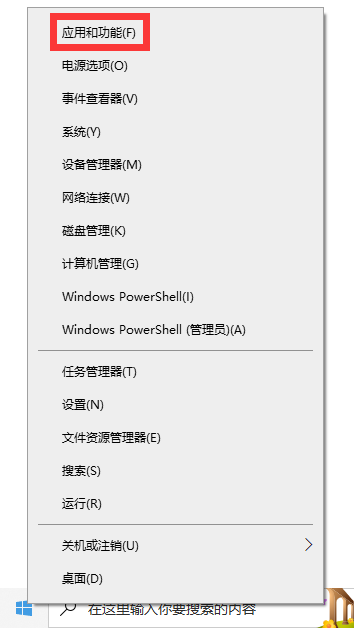 应用和功能(F)
电源选项(O)
事件查看器(V)
系统(Y)
设备管理器(M)
网络连接(W)
磁盘管理(K)
计算机管理(G)
Windows PowerShell(I)
Windows PowerShell (管理员)(A)
任务管理器(T)
设置(N)
文件资源管理器(E)
搜索(S)
运行(R)
关机或注销(U)
桌面(D)
在这里输入你要搜索的内容